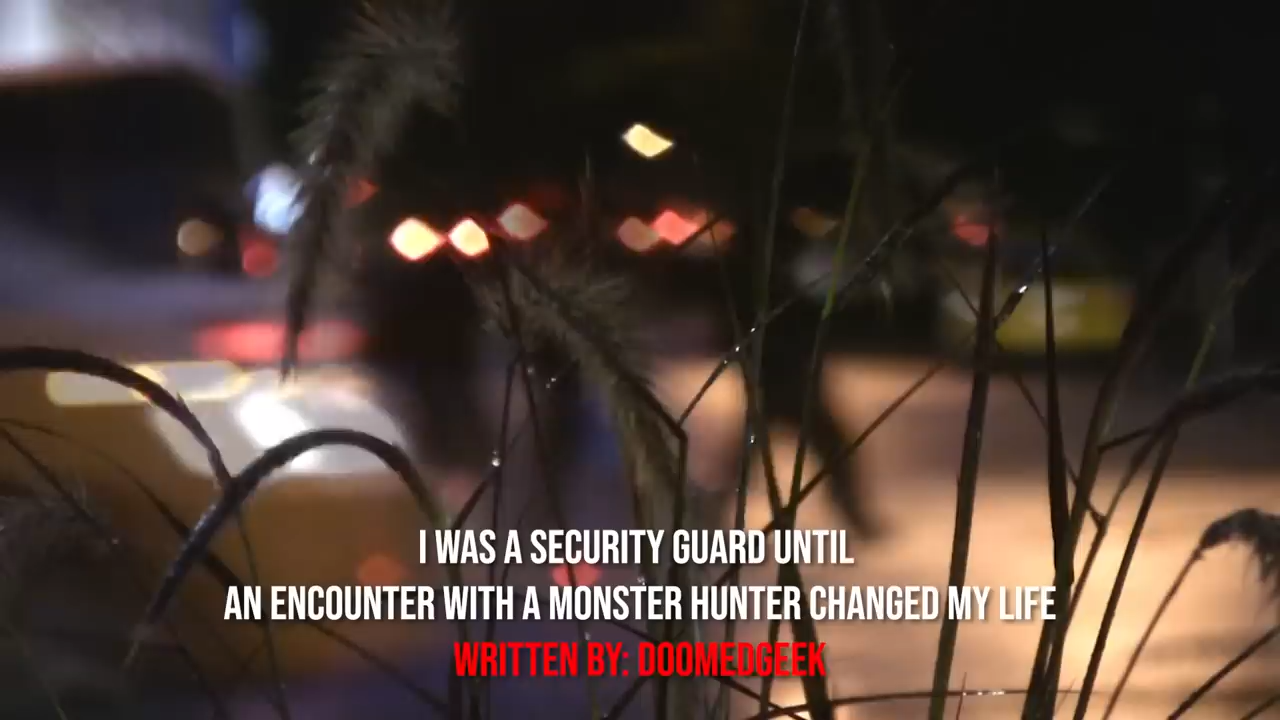 I WAS A SECURITY GUARD UNTIL
AN ENCOUNTER WITH A MONSTER HUNTER CHANGED MY LIFE
WRITTEN BY: DOOMEDGEEK